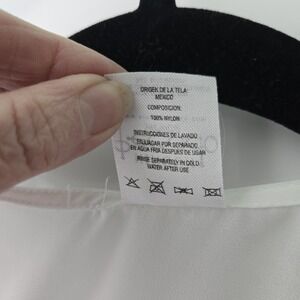 ORIGEN DE LA TELA:
MEXICO
COMPOSICION:
100% NYLON
INSTRUCCIONES DE LAVADO:
ENJUAGAR POR SEPARADO
EN AGUA FRIA DESPUES DE USAR
RINSE SEPARATELY IN COLD
WATER AFTER USE